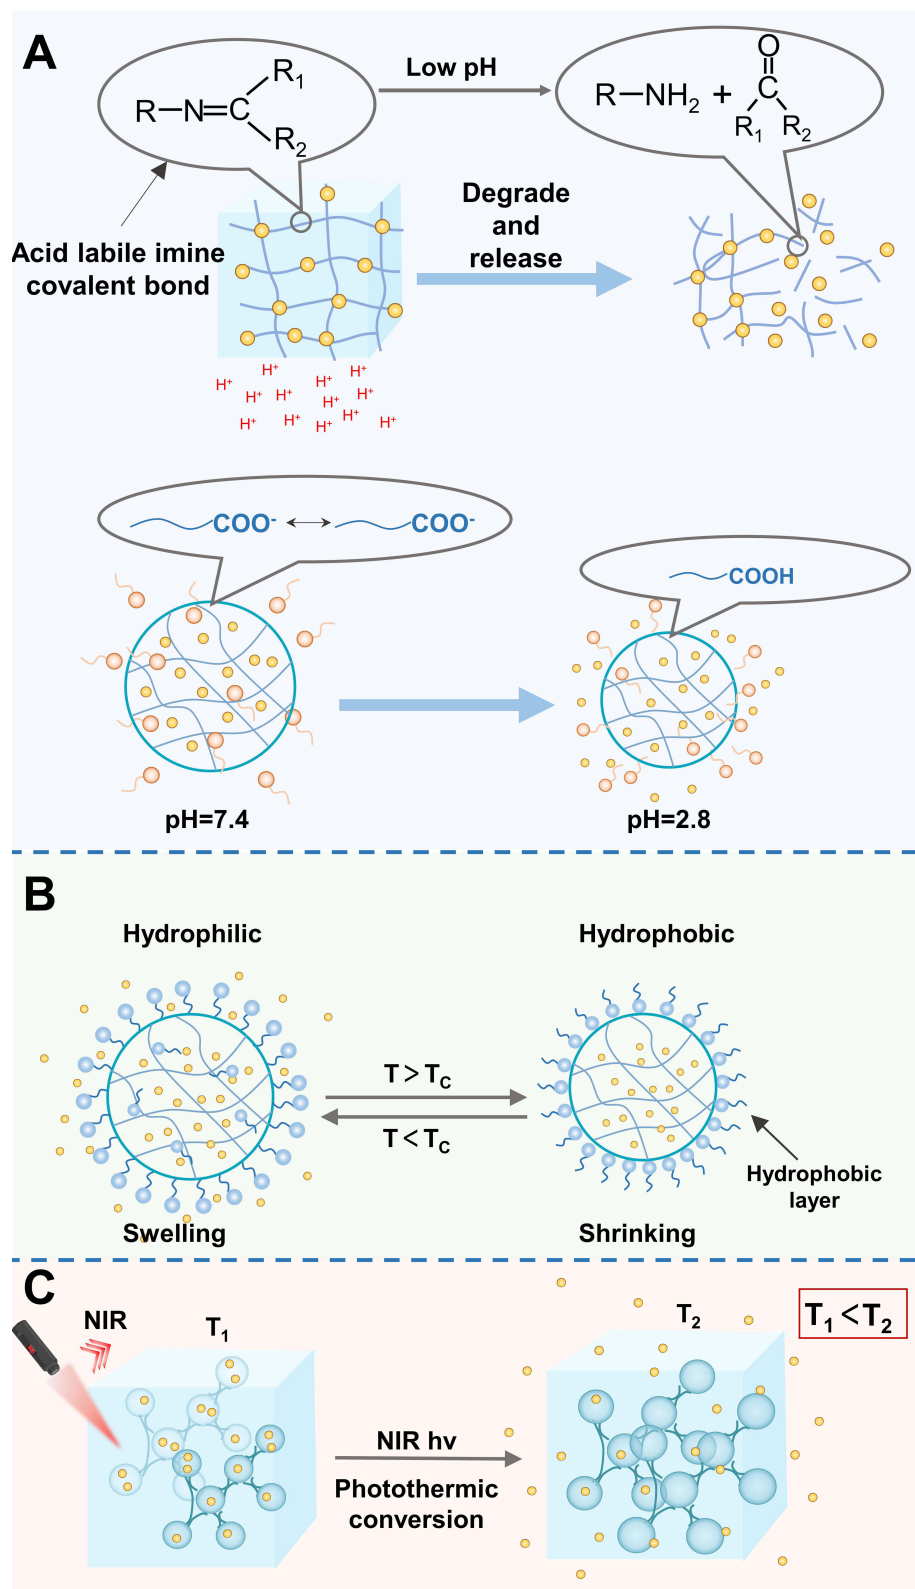 A
R—N=C
R1
R2
Low pH
R—NH2 + C
O
R1 R2
Acid labile imine
covalent bond
Degrade
and
release
H+ H+
H+ H+
H+ H+ H+ H+
H+ H+
H+ H+ H+
COO- ↔ COO-
COOH
pH=7.4
pH=2.8
B
Hydrophilic
Hydrophobic
T>TC
T<TC
Hydrophobic
layer
Swelling
Shrinking
C
NIR
T1
T2
T1<T2
NIR hv
Photothermic
conversion